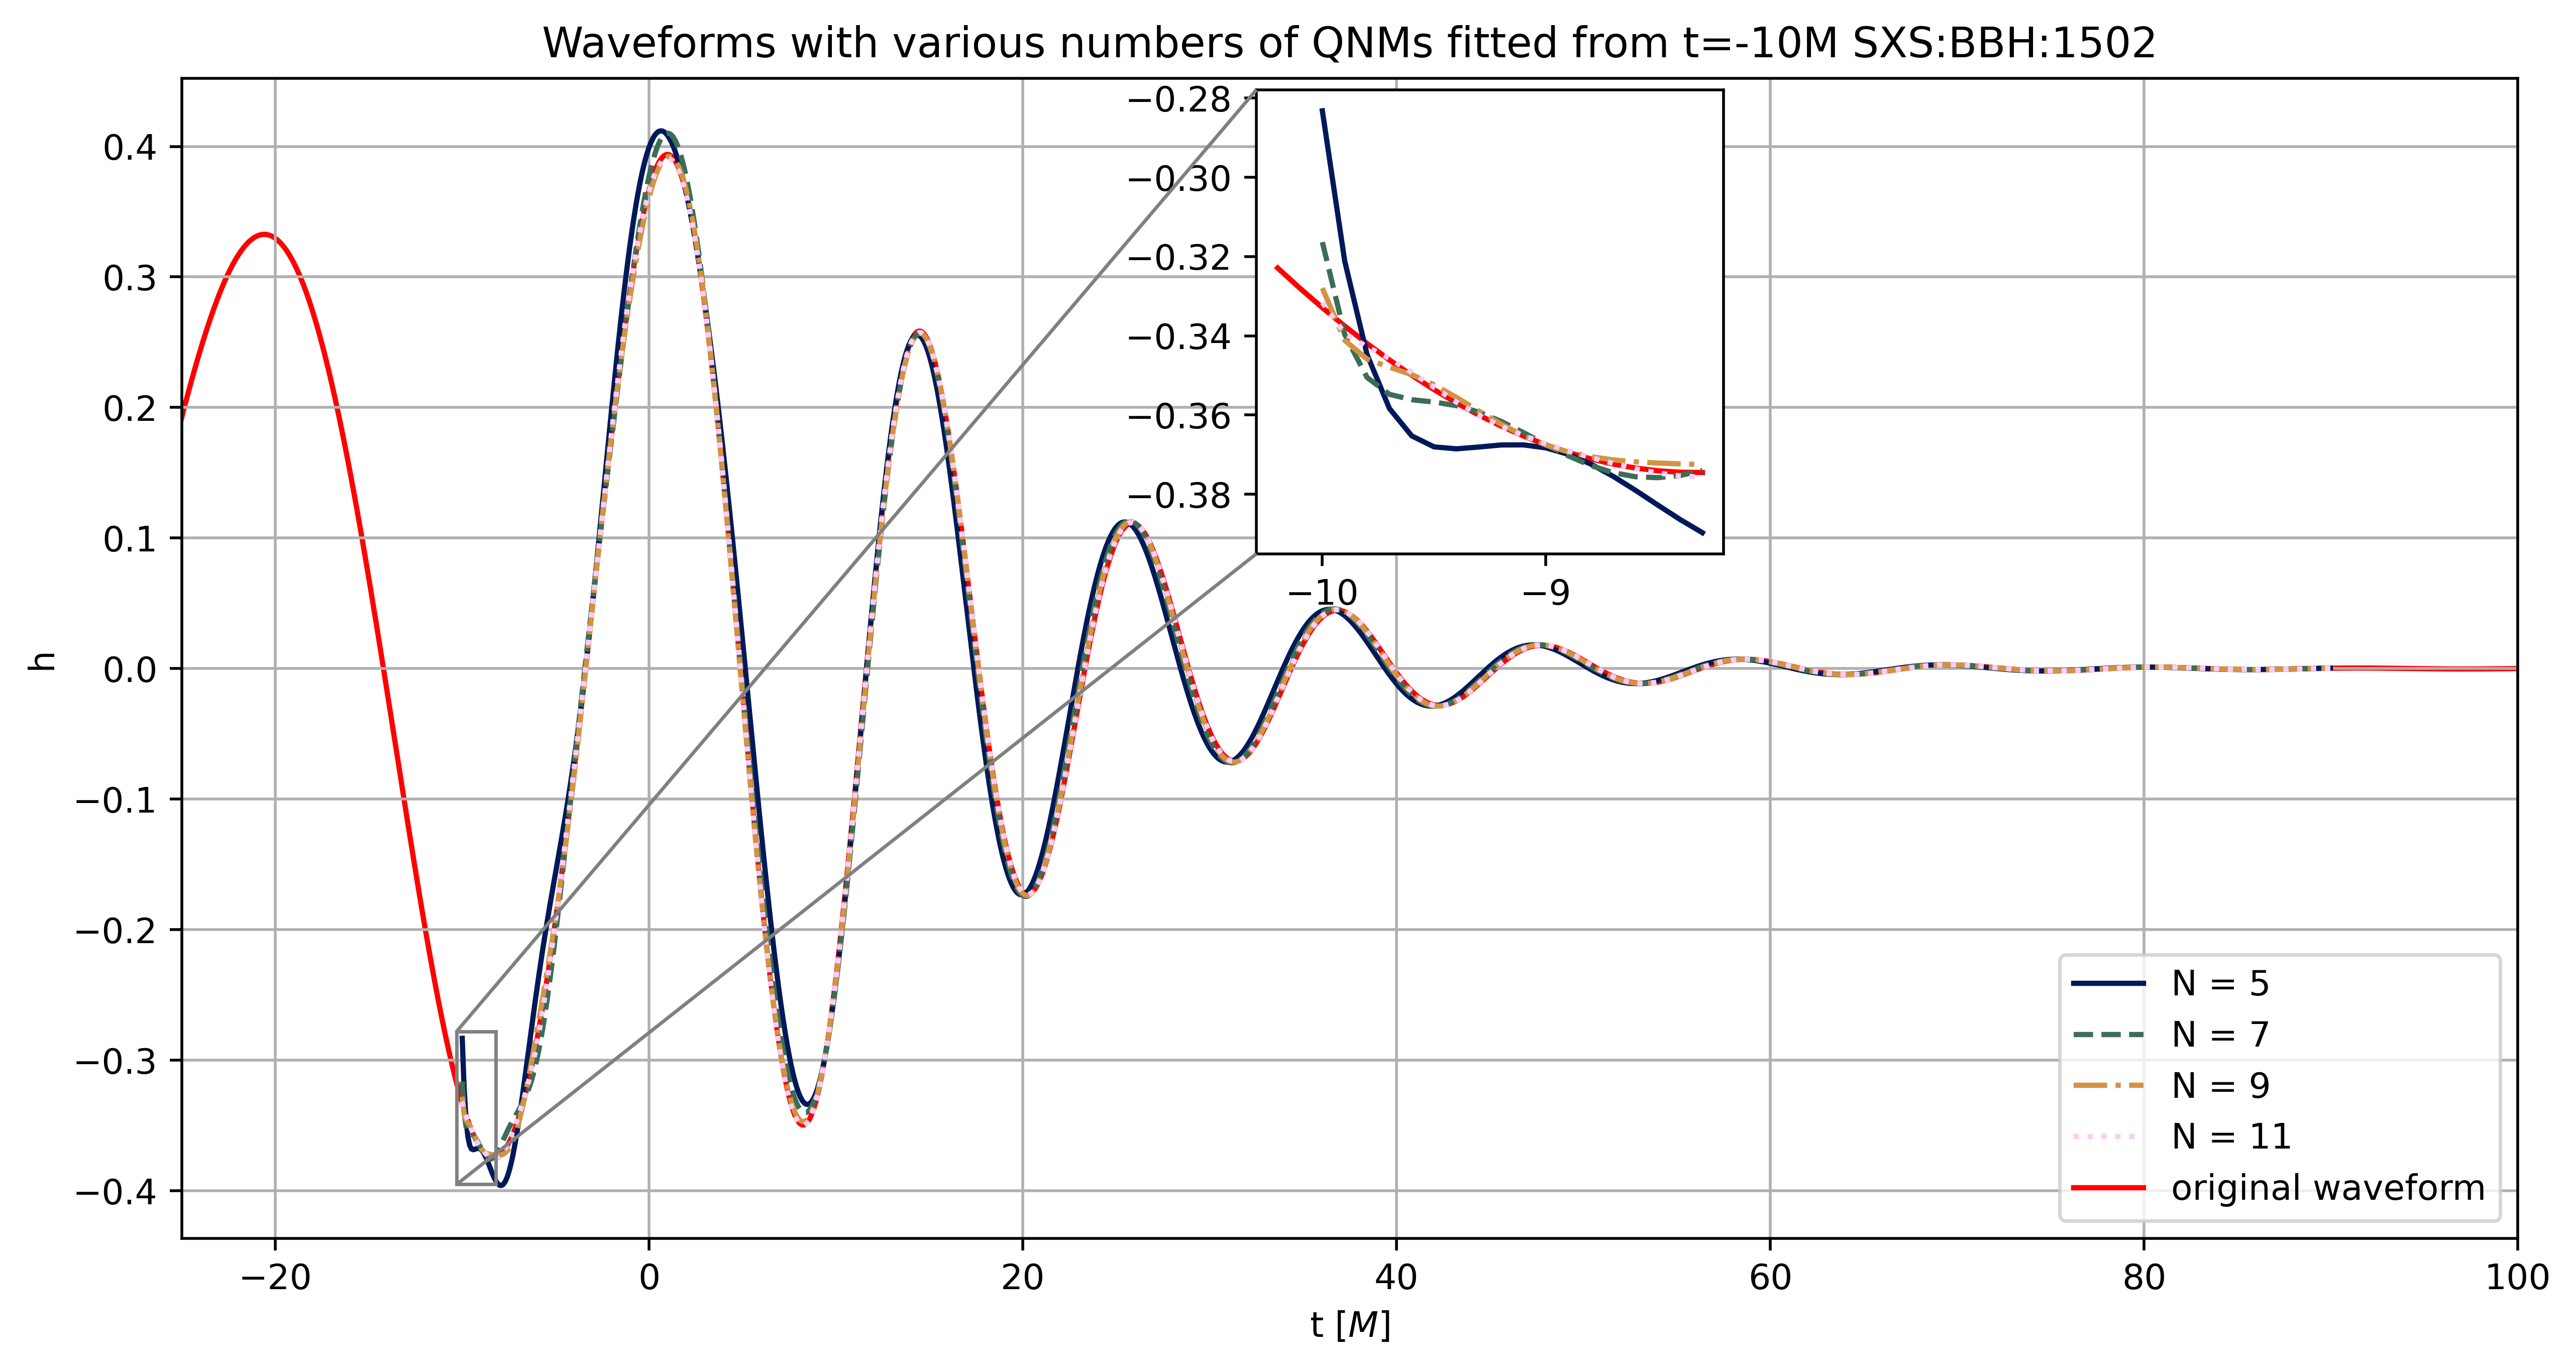 Waveforms with various numbers of QNMs fitted from t=-10M SXS:BBH:1502
h
0.4
0.3
0.2
0.1
0.0
−0.1
−0.2
−0.3
−0.4
−0.28
−0.30
−0.32
−0.34
−0.36
−0.38
−10 −9
N = 5
N = 7
N = 9
N = 11
original waveform
−20 0 20 40 60 80 100
t [M]